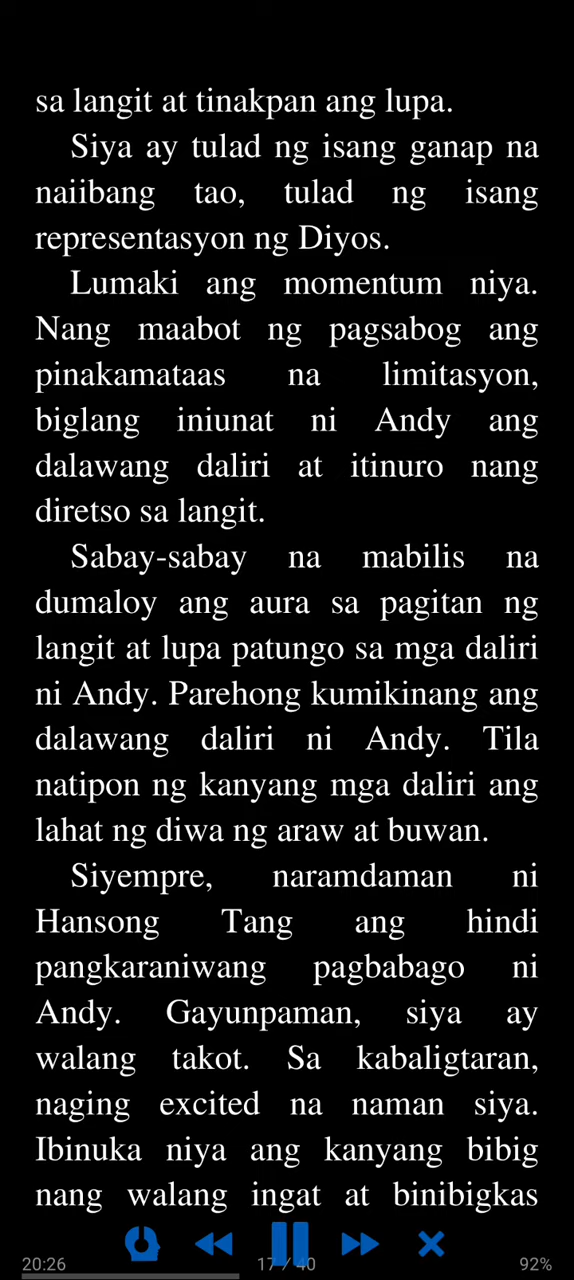 sa langit at tinakpan ang lupa.
Siya ay tulad ng isang ganap na
naiibang tao, tulad ng isang
representasyon ng Diyos.
Lumaki ang momentum niya.
Nang maabot ng pagsabog ang
pinakamataas na limitasyon,
biglang iniunat ni Andy ang
dalawang daliri at itinuro nang
diretso sa langit.
Sabay-sabay na mabilis na
dumaloy ang aura sa pagitan ng
langit at lupa patungo sa mga daliri
ni Andy. Parehong kumikinang ang
dalawang daliri ni Andy. Tila
natipon ng kanyang mga daliri ang
lahat ng diwa ng araw at buwan.
Siyempre, naramdaman ni
Hansong Tang ang hindi
pangkaraniwang pagbabago ni
Andy. Gayunpaman, siya ay
walang takot. Sa kabaligtaran,
naging excited na naman siya.
Ibinuka niya ang kanyang bibig
nang walang ingat at binibigkas
20:26 17 / 40 92%